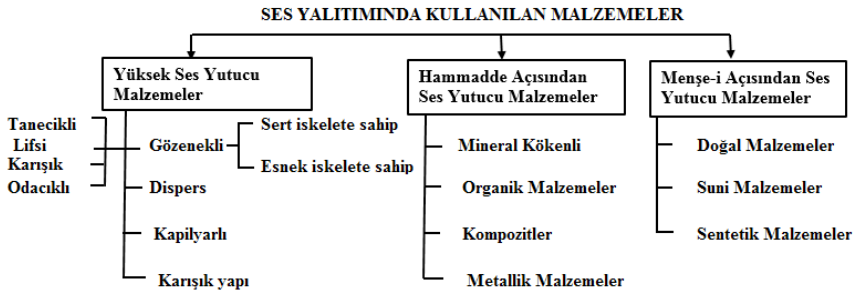 SES YALITIMINDA KULLANILAN MALZEMELER
Yüksek Ses Yutucu
Malzemeler
Tanecikli
Lifsi
Karışık
Odacıklı
Gözenekli
Sert iskelete sahip
Esnek iskelete sahip
Dispers
Kapilyarlı
Karışık yapı
Hammadde Açısından
Ses Yutucu Malzemeler
Mineral Kökenli
Organik Malzemeler
Kompozitler
Metallik Malzemeler
Menşe-i Açısından Ses
Yutucu Malzemeler
Doğal Malzemeler
Suni Malzemeler
Sentetik Malzemeler